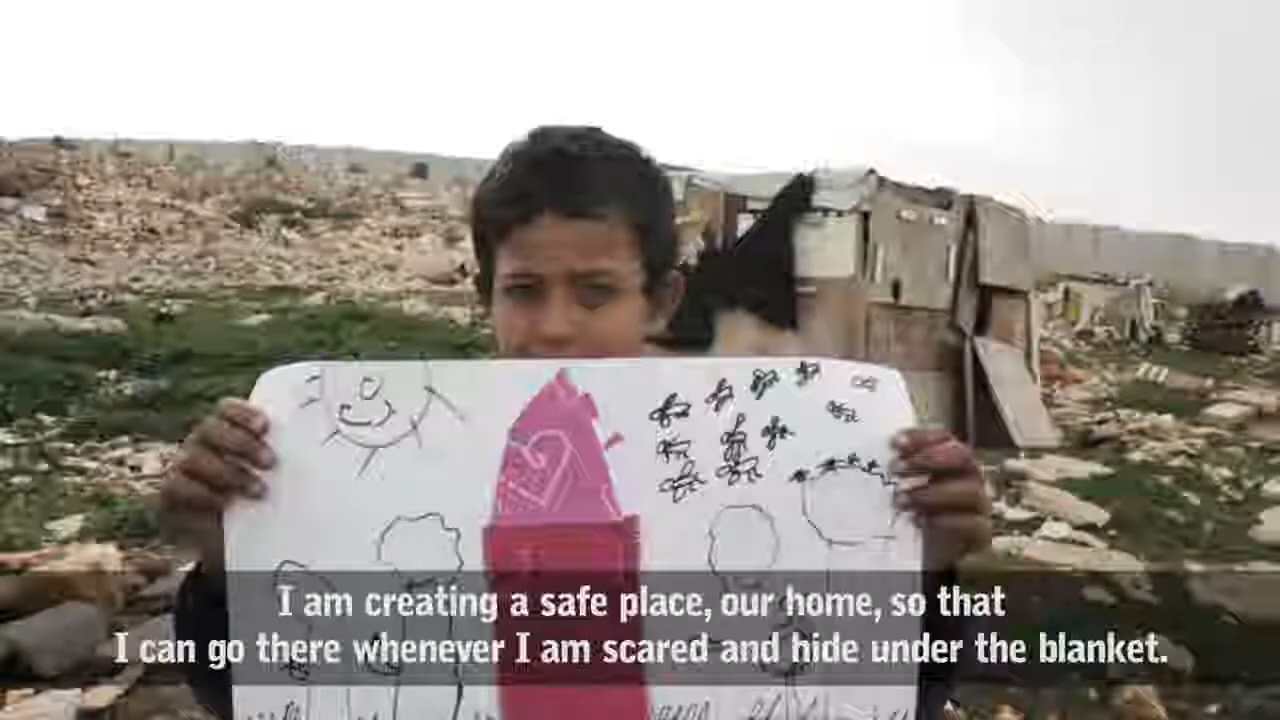 I am creating a safe place, our home, so that
I can go there whenever I am scared and hide under the blanket.